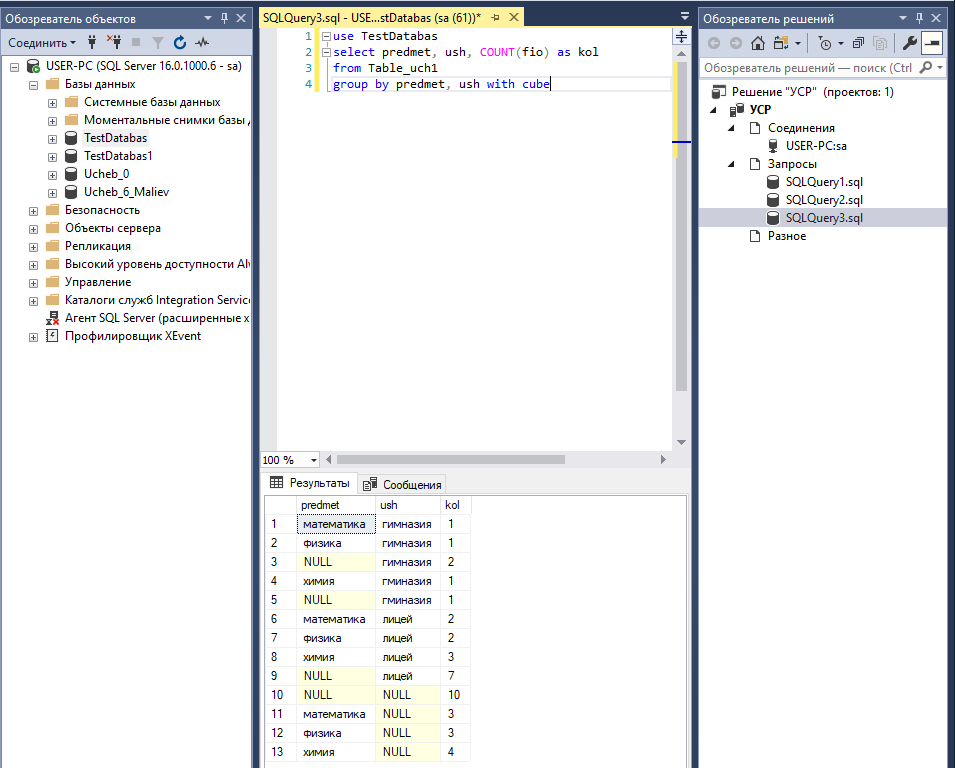 Обозреватель объектов
Соединить
USER-PC (SQL Server 16.0.1000.6 - sa)
Базы данных
Системные базы данных
Моментальные снимки базы
TestDatabas
TestDatabas1
Ucheb_0
Ucheb_6_Maliev
Безопасность
Объекты сервера
Репликация
Высокий уровень доступности Alw
Управление
Каталоги служб Integration Service
Агент SQL Server (расширенные x
Профилировщик XEvent
SQLQuery3.sql - USE...stDatabas (sa (61))*
1 use TestDatabas
2 select predmet, ush, COUNT(fio) as kol
3 from Table_uch1
4 group by predmet, ush with cube
100 %
Результаты Сообщения
predmet ush kol
1 математика гимназия 1
2 физика гимназия 1
3 NULL гимназия 2
4 химия гминазия 1
5 NULL гминазия 1
6 математика лицей 2
7 физика лицей 2
8 химия лицей 3
9 NULL лицей 7
10 NULL NULL 10
11 математика NULL 3
12 физика NULL 3
13 химия NULL 4
Обозреватель решений
Обозреватель решений — поиск (Ctrl
Решение "УСР" (проектов: 1)
УСР
Соединения
USER-PC:sa
Запросы
SQLQuery1.sql
SQLQuery2.sql
SQLQuery3.sql
Разное